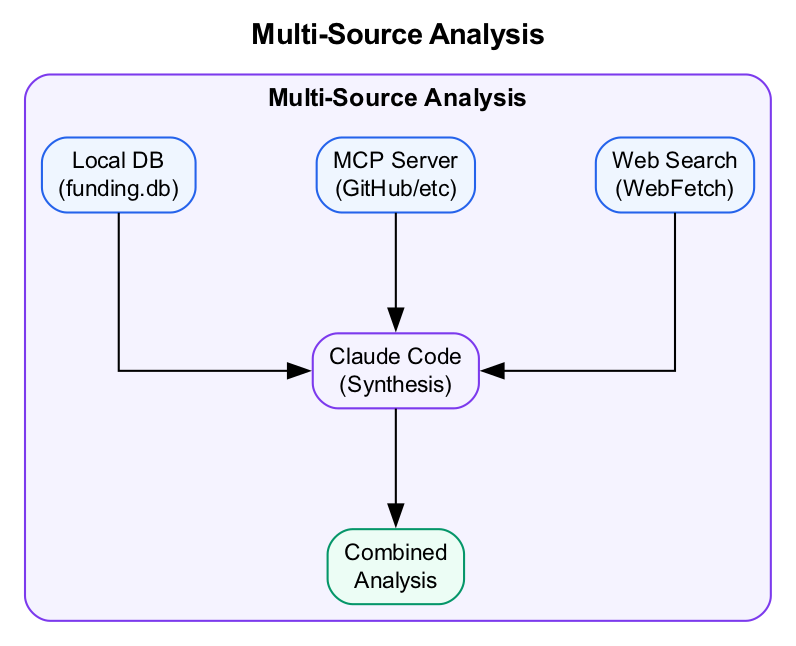 Multi-Source Analysis
Multi-Source Analysis
Local DB
(funding.db)
MCP Server
(GitHub/etc)
Web Search
(WebFetch)
Claude Code
(Synthesis)
Combined
Analysis